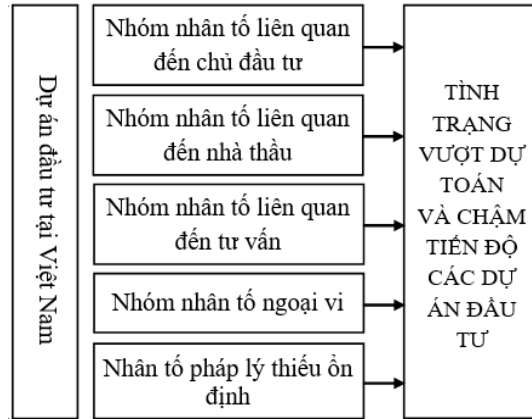 Dự án đầu tư tại Việt Nam
Nhóm nhân tố liên quan
đến chủ đầu tư
Nhóm nhân tố liên quan
đến nhà thầu
Nhóm nhân tố liên quan
đến tư vấn
Nhóm nhân tố ngoại vi
Nhân tố pháp lý thiếu ổn
định
TÌNH
TRẠNG
VƯỢT DỰ
TOÁN
VÀ CHẬM
TIẾN ĐỘ
CÁC DỰ
ÁN ĐẦU
TƯ